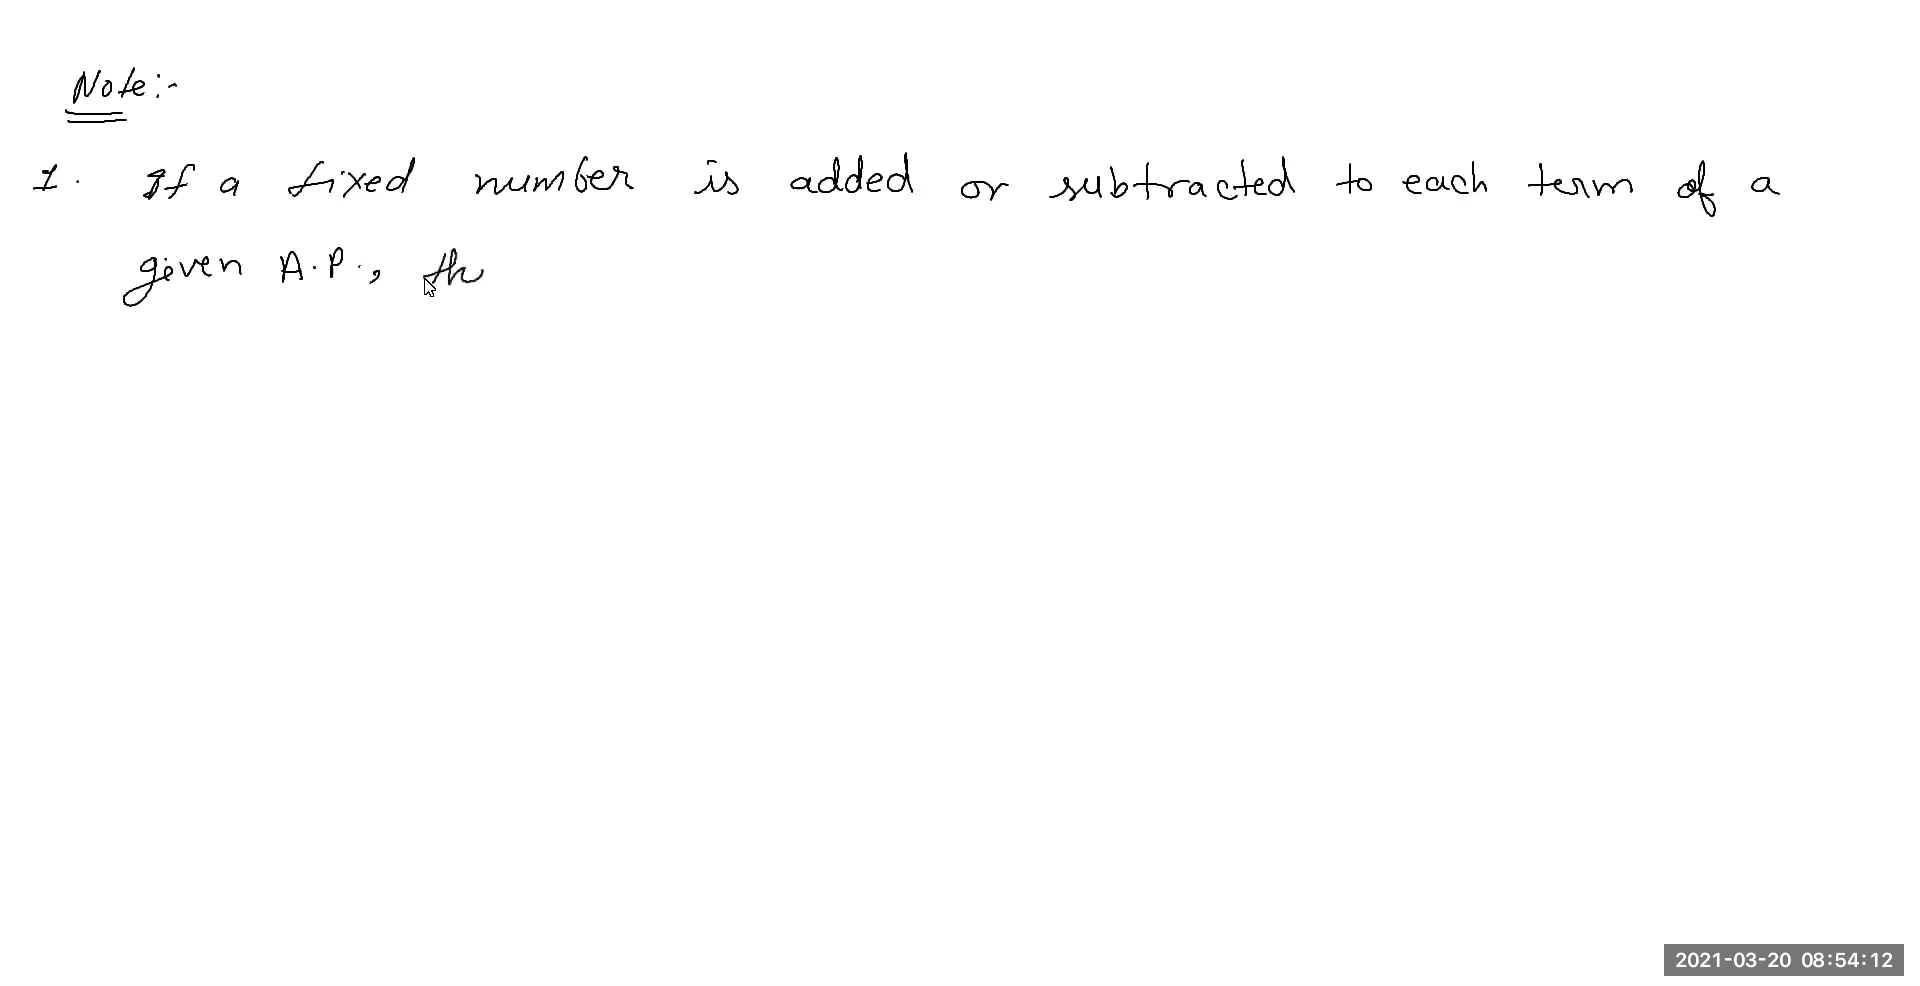 Note:-
1. If a fixed number is added or subtracted to each term of a
given A.P., th
2021-03-20 08:54:12